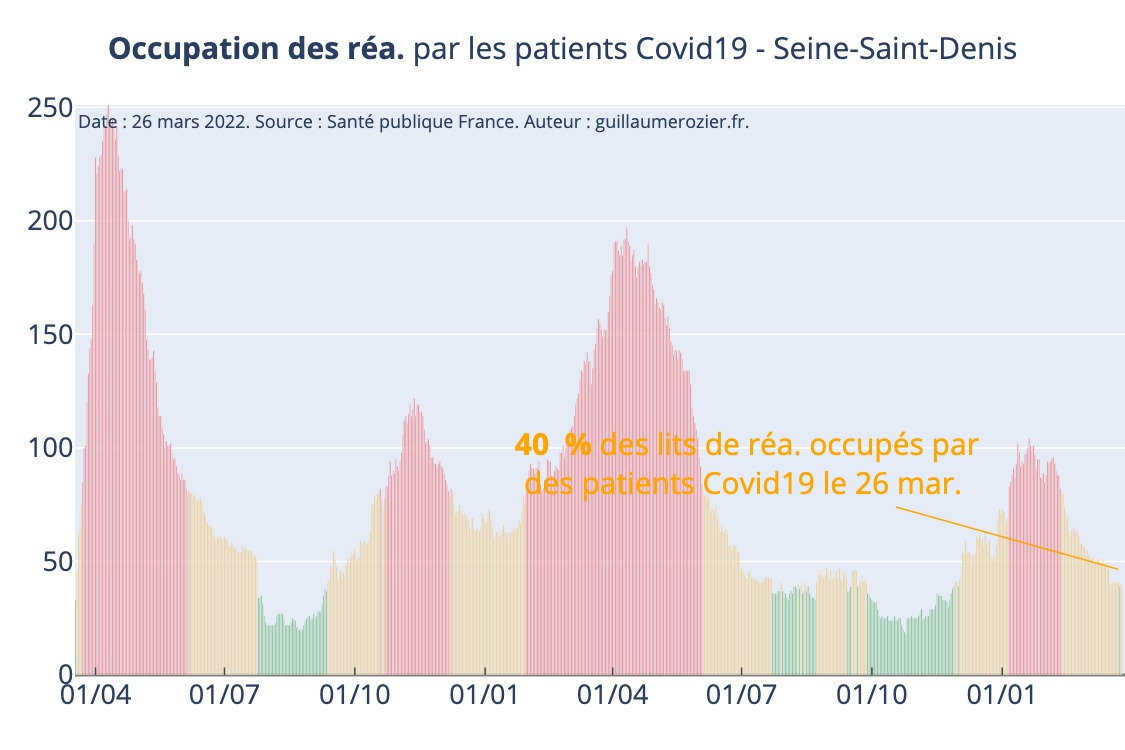 Occupation des réa. par les patients Covid19 - Seine-Saint-Denis
250
Date : 26 mars 2022. Source : Santé publique France. Auteur : guillaumerozier.fr.
200
150
100
40 % des lits de réa. occupés par
des patients Covid19 le 26 mar.
50
0
01/04 01/07 01/10 01/01 01/04 01/07 01/10 01/01